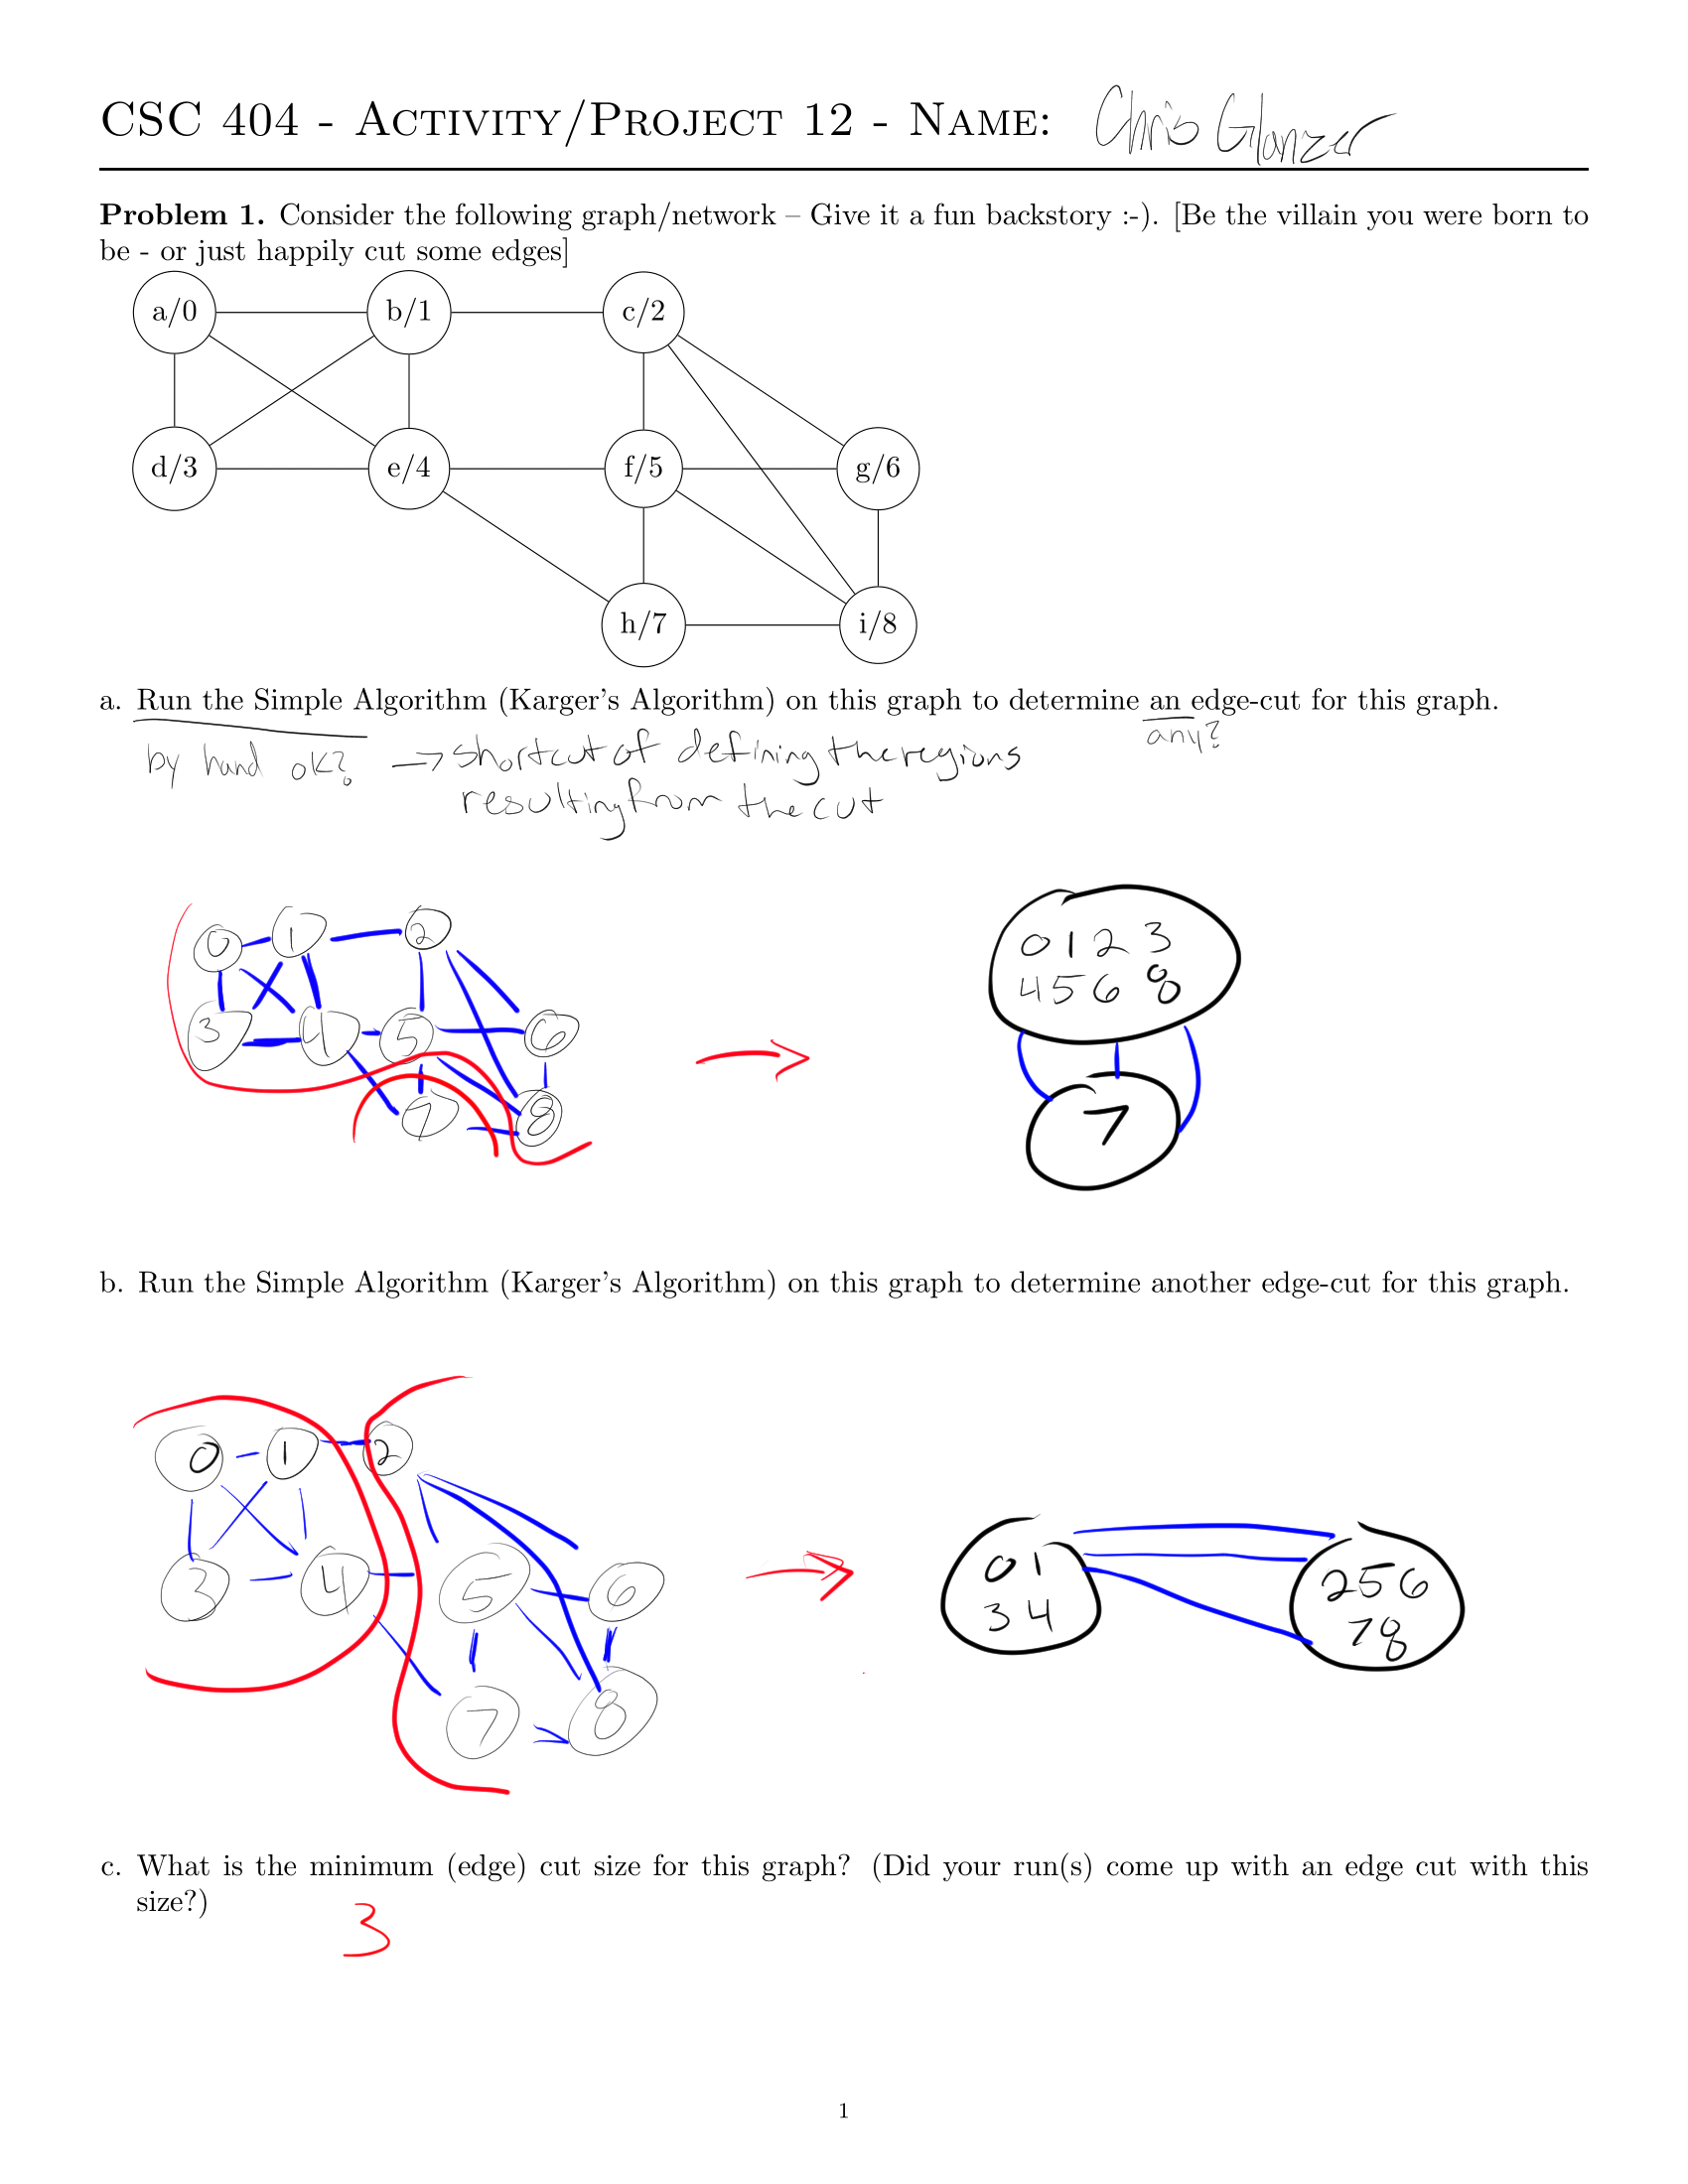 CSC 404 - Activity/Project 12 - Name: Chris Glanzer
Problem 1. Consider the following graph/network – Give it a fun backstory :-). [Be the villain you were born to
be - or just happily cut some edges]
a/0 b/1 c/2
d/3 e/4 f/5 g/6
h/7 i/8
a. Run the Simple Algorithm (Karger's Algorithm) on this graph to determine an edge-cut for this graph.
any?
by hand ok? → shortcut of defining the regions
resulting from the cut
0 1 2
3 4 5 6
7 8
0 1 2 3
4 5 6 8
7
b. Run the Simple Algorithm (Karger's Algorithm) on this graph to determine another edge-cut for this graph.
0 1 2
3 4 5 6
7 8
0 1
3 4
2 5 6
7 8
c. What is the minimum (edge) cut size for this graph? (Did your run(s) come up with an edge cut with this
size?)
3
1